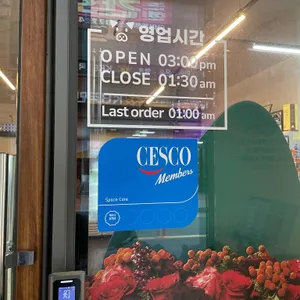 영업시간
OPEN 03:00 pm
CLOSE 01:30 am
Last order 01:00 am
CESCO
Members
Space Care